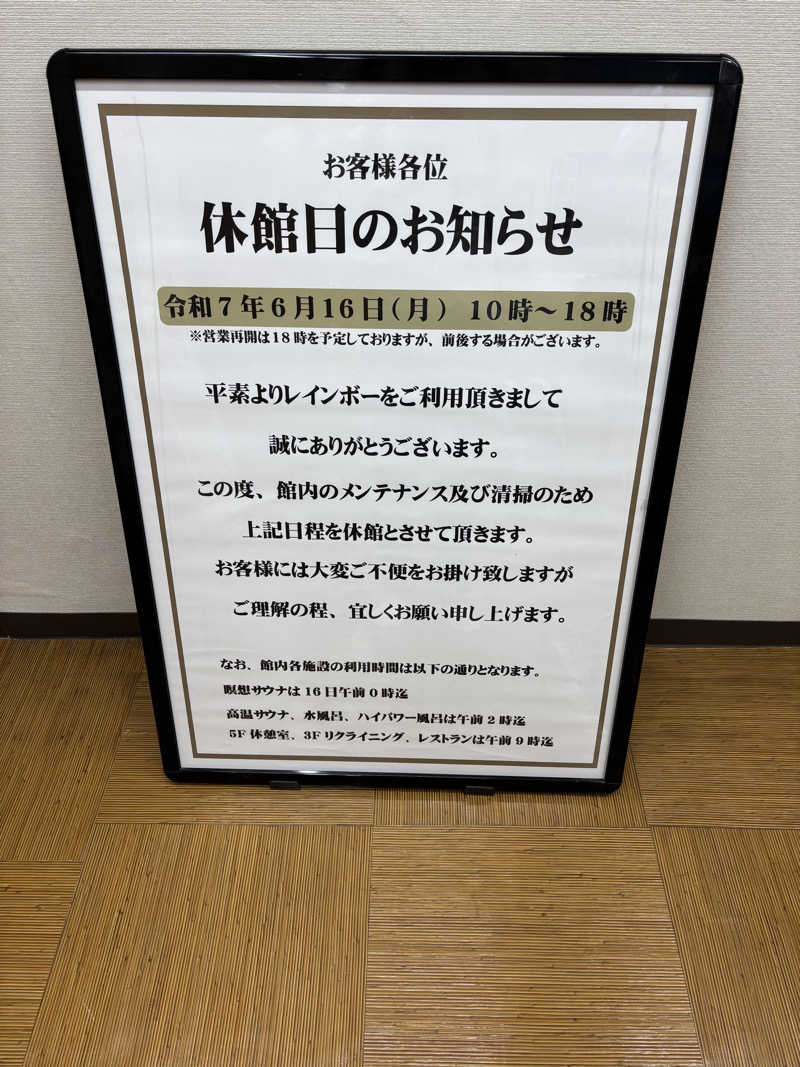 お客様各位
休館日のお知らせ
令和7年6月16日(月) 10時〜18時
※営業再開は18時を予定しておりますが、前後する場合がございます。
平素よりレインボーをご利用頂きまして
誠にありがとうございます。
この度、館内のメンテナンス及び清掃のため
上記日程を休館とさせて頂きます。
お客様には大変ご不便をお掛け致しますが
ご理解の程、宜しくお願い申し上げます。
なお、館内各施設の利用時間は以下の通りとなります。
瞑想サウナは16日午前0時迄
高温サウナ、水風呂、ハイパワー風呂は午前2時迄
5F休憩室、3Fリクライニング、レストランは午前9時迄